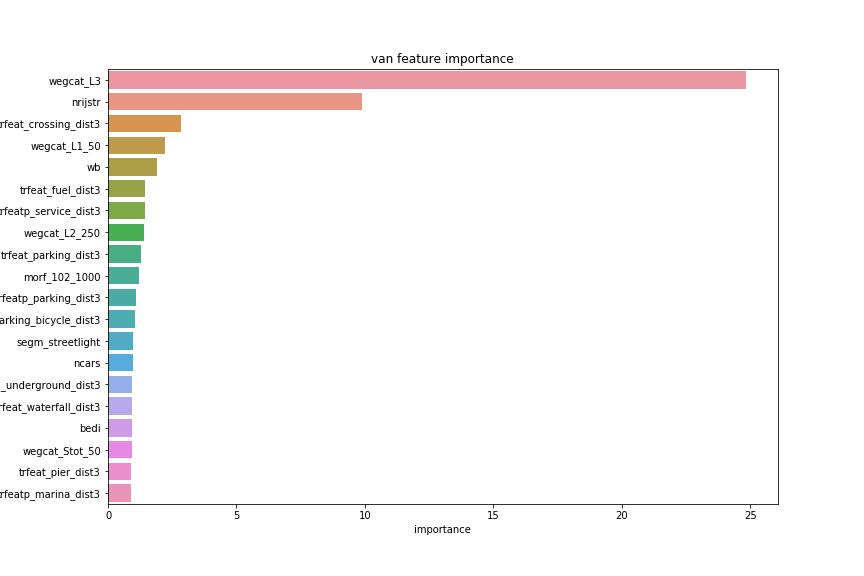 van feature importance
wegcat_L3
nrijstr
rfeat_crossing_dist3
wegcat_L1_50
wb
trfeat_fuel_dist3
rfeatp_service_dist3
wegcat_L2_250
trfeat_parking_dist3
morf_102_1000
rfeatp_parking_dist3
arking_bicycle_dist3
segm_streetlight
ncars
_underground_dist3
rfeat_waterfall_dist3
bedi
wegcat_Stot_50
trfeat_pier_dist3
rfeatp_marina_dist3
0 5 10 15 20 25
importance